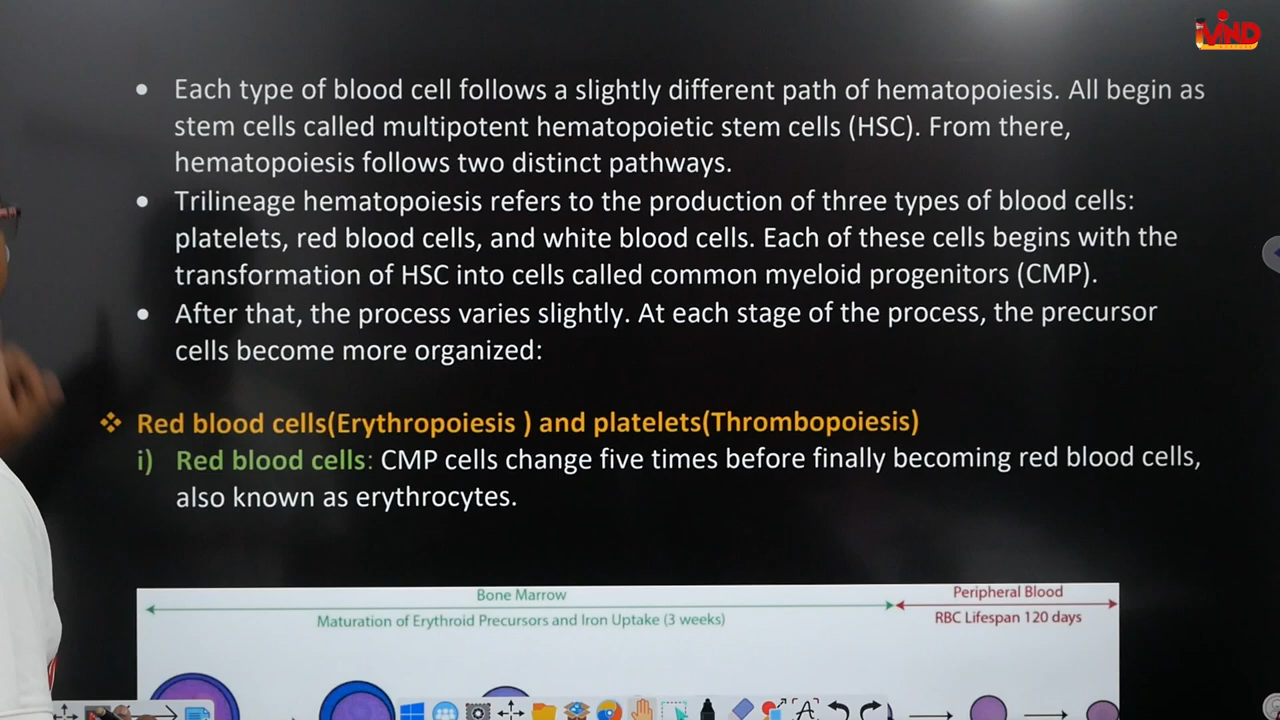 iMIND
• Each type of blood cell follows a slightly different path of hematopoiesis. All begin as
stem cells called multipotent hematopoietic stem cells (HSC). From there,
hematopoiesis follows two distinct pathways.
• Trilineage hematopoiesis refers to the production of three types of blood cells:
platelets, red blood cells, and white blood cells. Each of these cells begins with the
transformation of HSC into cells called common myeloid progenitors (CMP).
• After that, the process varies slightly. At each stage of the process, the precursor
cells become more organized:
❖ Red blood cells(Erythropoiesis ) and platelets(Thrombopoiesis)
i) Red blood cells: CMP cells change five times before finally becoming red blood cells,
also known as erythrocytes.
Bone Marrow
Maturation of Erythroid Precursors and Iron Uptake (3 weeks)
Peripheral Blood
RBC Lifespan 120 days